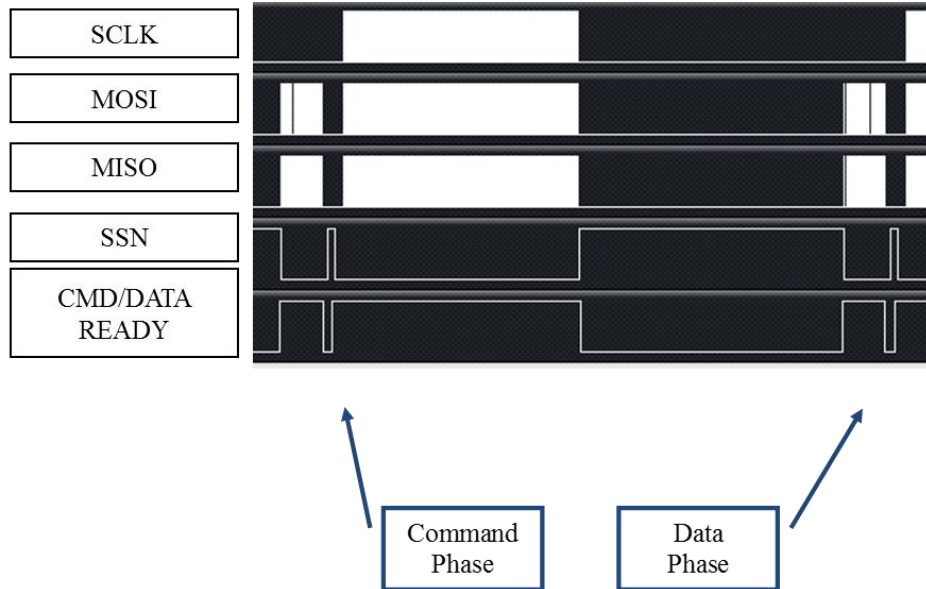 SCLK
MOSI
MISO
SSN
CMD/DATA
READY
Command
Phase
Data
Phase